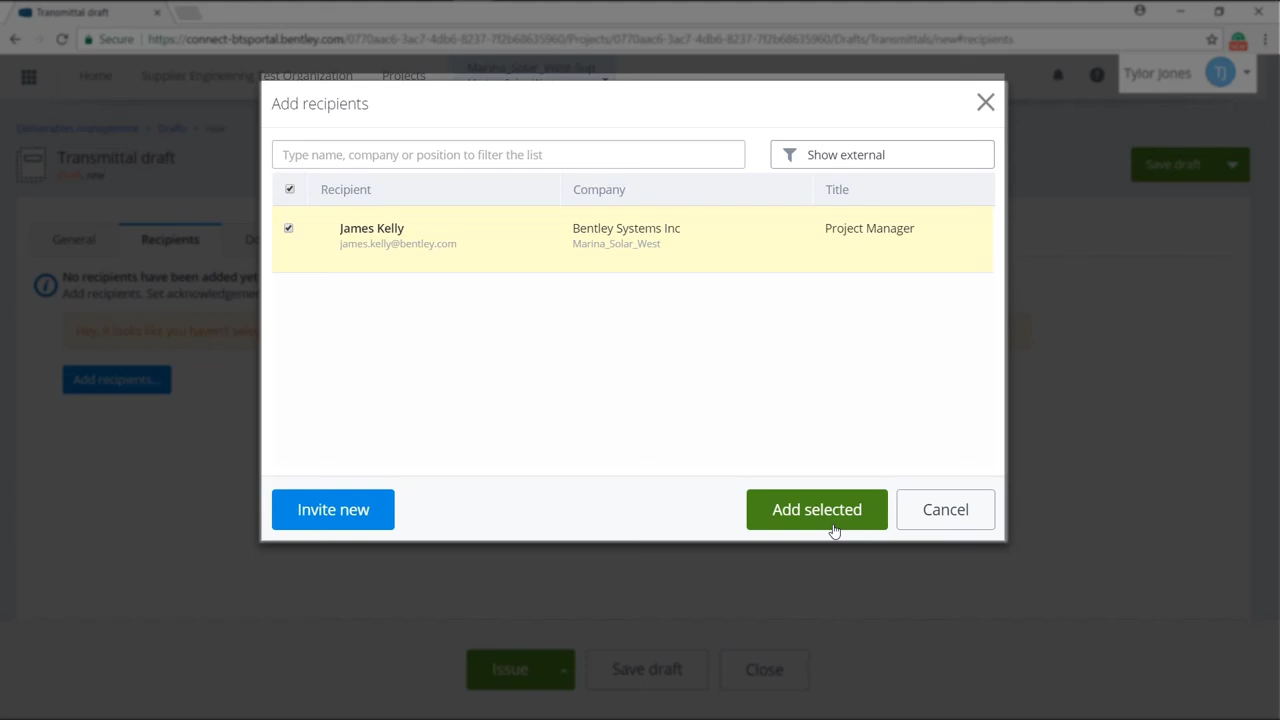 Transmittal draft
Secure
https://connect-btsportal.bentley.com/0770aac6-3ac7-4db6-8237-7f2b68635960/Projects/0770aac6-3ac7-4db6-8237-7f2b68635960/Drafts/Transmittals/new#recipients
Home
Supplier Engineering Test Organization
Projects
Marina_Solar_West-Sup
Tylor Jones
TJ
Deliverables management > Drafts > new
Transmittal draft
new
Save draft
General
Recipients
No recipients have been added yet
Add recipients. Set acknowledgeme
Hey, it looks like you haven't selec
Add recipients...
Add recipients
Type name, company or position to filter the list
Show external
Recipient
Company
Title
James Kelly
Bentley Systems Inc
Project Manager
james.kelly@bentley.com
Marina_Solar_West
Invite new
Add selected
Cancel
Issue
Save draft
Close